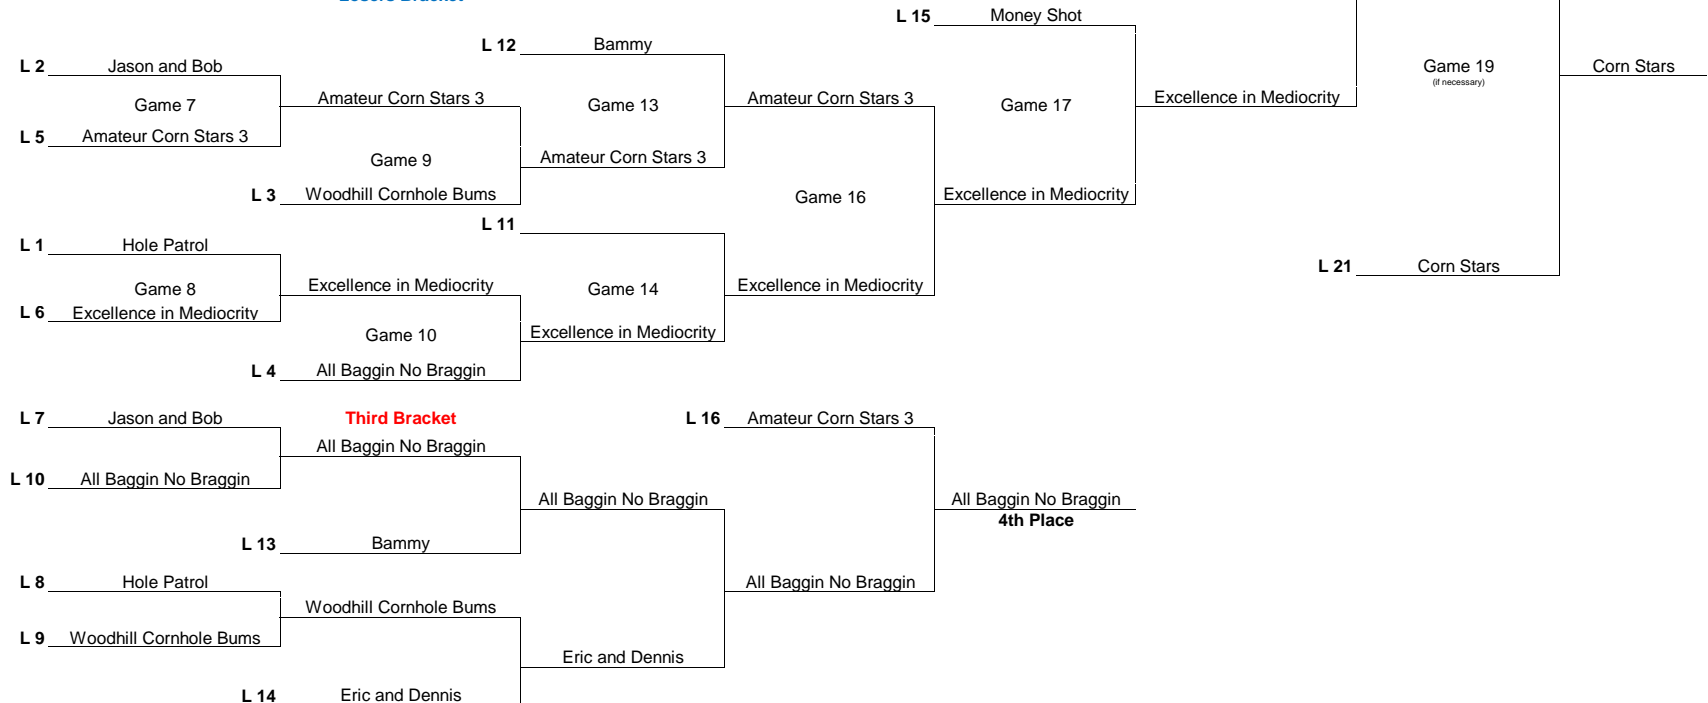 Losers Bracket
L 15 Money Shot
L 12 Bammy
L 2 Jason and Bob
Game 19
Corn Stars
(if necessary)
Game 7
Amateur Corn Stars 3
Game 13
Amateur Corn Stars 3
Game 17
Excellence in Mediocrity
L 5 Amateur Corn Stars 3
Game 9
Amateur Corn Stars 3
L 3 Woodhill Cornhole Bums
Game 16
Excellence in Mediocrity
L 11
L 1 Hole Patrol
L 21 Corn Stars
Game 8
Excellence in Mediocrity
Game 14
Excellence in Mediocrity
L 6 Excellence in Mediocrity
Game 10
Excellence in Mediocrity
L 4 All Baggin No Braggin
L 7 Jason and Bob
Third Bracket
L 16 Amateur Corn Stars 3
All Baggin No Braggin
L 10 All Baggin No Braggin
All Baggin No Braggin
All Baggin No Braggin
4th Place
L 13 Bammy
L 8 Hole Patrol
All Baggin No Braggin
Woodhill Cornhole Bums
L 9 Woodhill Cornhole Bums
Eric and Dennis
L 14 Eric and Dennis